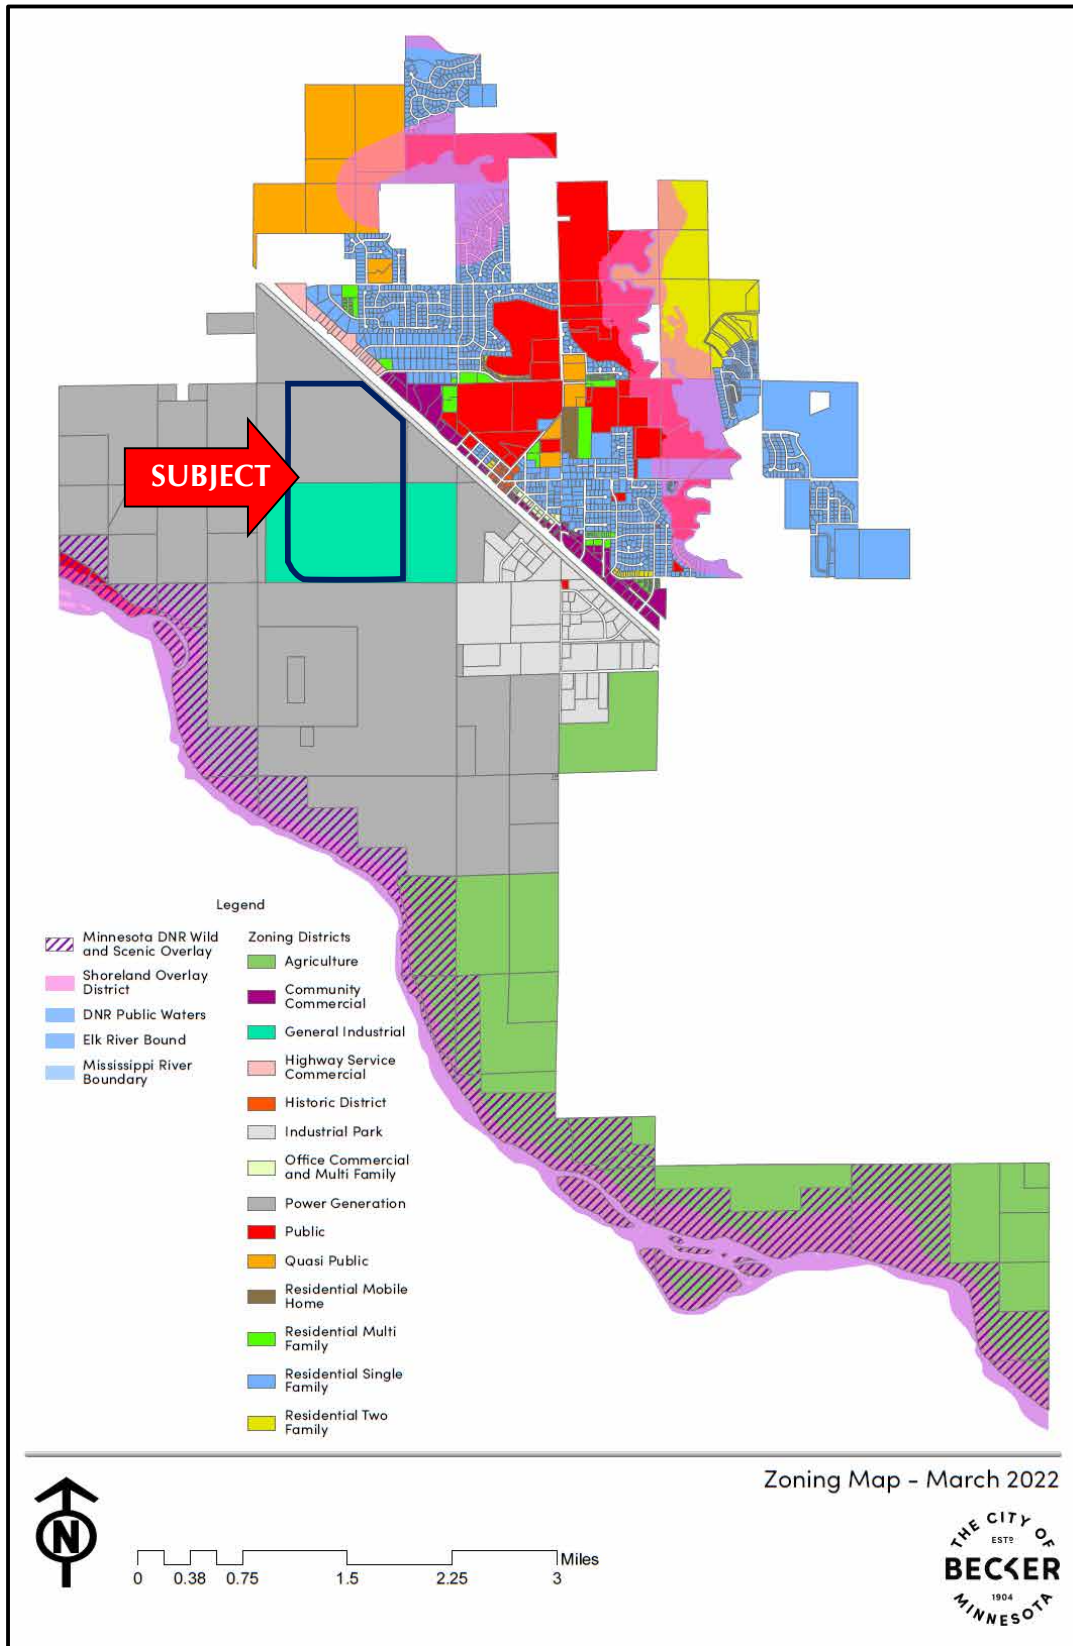 SUBJECT
Legend
Minnesota DNR Wild
and Scenic Overlay
Shoreland Overlay
District
DNR Public Waters
Elk River Bound
Mississippi River
Boundary
Zoning Districts
Agriculture
Community
Commercial
General Industrial
Highway Service
Commercial
Historic District
Industrial Park
Office Commercial
and Multi Family
Power Generation
Public
Quasi Public
Residential Mobile
Home
Residential Multi
Family
Residential Single
Family
Residential Two
Family
Zoning Map - March 2022
N
0 0.38 0.75 1.5 2.25 3 Miles
THE CITY OF
ESTD
BECKER
1904
MINNESOTA